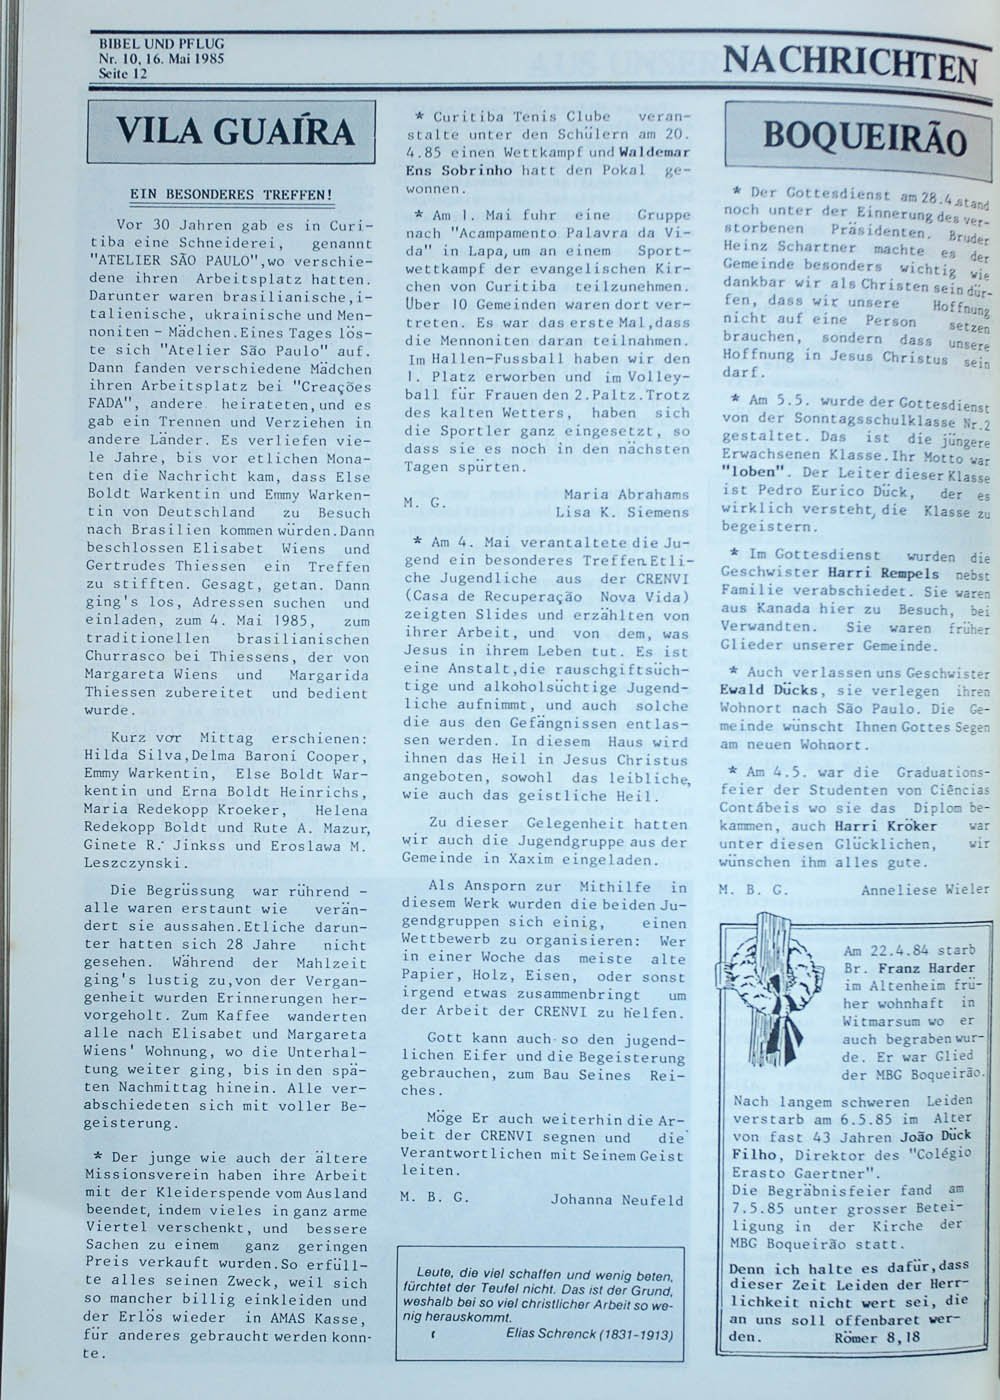 BIBEL UND PFLUG
Nr. 10, 16. Mai 1985
Seite 12
NACHRICHTEN
VILA GUAÍRA
EIN BESONDERES TREFFEN!
Vor 30 Jahren gab es in Curi-
tiba eine Schneiderei, genannt
"ATELIER SÃO PAULO",wo verschie-
dene ihren Arbeitsplatz hatten.
Darunter waren brasilianische,i-
talienische, ukrainische und Men-
noniten - Mädchen.Eines Tages lös-
te sich "Atelier São Paulo" auf.
Dann fanden verschiedene Mädchen
ihren Arbeitsplatz bei "Creações
FADA", andere heirateten,und es
gab ein Trennen und Verziehen in
andere Länder. Es verliefen vie-
le Jahre, bis vor etlichen Mona-
ten die Nachricht kam, dass Else
Boldt Warkentin und Emmy Warken-
tin von Deutschland zu Besuch
nach Brasilien kommen würden.Dann
beschlossen Elisabet Wiens und
Gertrudes Thiessen ein Treffen
zu stifften. Gesagt, getan. Dann
ging's los, Adressen suchen und
einladen, zum 4. Mai 1985, zum
traditionellen brasilianischen
Churrasco bei Thiessens, der von
Margareta Wiens und Margarida
Thiessen zubereitet und bedient
wurde.
Kurz vor Mittag erschienen:
Hilda Silva,Delma Baroni Cooper,
Emmy Warkentin, Else Boldt War-
kentin und Erna Boldt Heinrichs,
Maria Redekopp Kroeker, Helena
Redekopp Boldt und Rute A. Mazur,
Ginete R. Jinkss und Eroslawa M.
Leszczynski.
Die Begrüssung war rührend -
alle waren erstaunt wie verän-
dert sie aussahen.Etliche darun-
ter hatten sich 28 Jahre nicht
gesehen. Während der Mahlzeit
ging's lustig zu,von der Vergan-
genheit wurden Erinnerungen her-
vorgeholt. Zum Kaffee wanderten
alle nach Elisabet und Margareta
Wiens' Wohnung, wo die Unterhal-
tung weiter ging, bis in den spä-
ten Nachmittag hinein. Alle ver-
abschiedeten sich mit voller Be-
geisterung.
* Der junge wie auch der ältere
Missionsverein haben ihre Arbeit
mit der Kleiderspende vom Ausland
beendet, indem vieles in ganz arme
Viertel verschenkt, und bessere
Sachen zu einem ganz geringen
Preis verkauft wurden.So erfüll-
te alles seinen Zweck, weil sich
so mancher billig einkleiden und
der Erlös wieder in AMAS Kasse,
für anderes gebraucht werden konn-
te.
* Curitiba Tenis Clube veran-
stalte unter den Schülern am 20.
4.85 einen Wettkampf und Waldemar
Ens Sobrinho hatt den Pokal ge-
wonnen.
* Am 1. Mai fuhr eine Gruppe
nach "Acampamento Palavra da Vi-
da" in Lapa,um an einem Sport-
wettkampf der evangelischen Kir-
chen von Curitiba teilzunehmen.
Über 10 Gemeinden waren dort ver-
treten. Es war das erste Mal,dass
die Mennoniten daran teilnahmen.
Im Hallen-Fussball haben wir den
1. Platz erworben und im Volley-
ball für Frauen den 2.Paltz.Trotz
des kalten Wetters, haben sich
die Sportler ganz eingesetzt, so
dass sie es noch in den nächsten
Tagen spürten.
M. G. Maria Abrahams
Lisa K. Siemens
* Am 4. Mai verantaltete die Ju-
gend ein besonderes Treffen.Etli-
che Jugendliche aus der CRENVI
(Casa de Recuperação Nova Vida)
zeigten Slides und erzählten von
ihrer Arbeit, und von dem, was
Jesus in ihrem Leben tut. Es ist
eine Anstalt,die rauschgiftsüch-
tige und alkoholsüchtige Jugend-
liche aufnimmt, und auch solche
die aus den Gefängnissen entlas-
sen werden. In diesem Haus wird
ihnen das Heil in Jesus Christus
angeboten, sowohl das leibliche,
wie auch das geistliche Heil.
Zu dieser Gelegenheit hatten
wir auch die Jugendgruppe aus der
Gemeinde in Xaxim eingeladen.
Als Ansporn zur Mithilfe in
diesem Werk wurden die beiden Ju-
gendgruppen sich einig, einen
Wettbewerb zu organisieren: Wer
in einer Woche das meiste alte
Papier, Holz, Eisen, oder sonst
irgend etwas zusammenbringt um
der Arbeit der CRENVI zu helfen.
Gott kann auch so den jugend-
lichen Eifer und die Begeisterung
gebrauchen, zum Bau Seines Rei-
ches.
Möge Er auch weiterhin die Ar-
beit der CRENVI segnen und die
Verantwortlichen mit Seinem Geist
leiten.
M. B. G. Johanna Neufeld
Leute, die viel schaffen und wenig beten,
fürchtet der Teufel nicht. Das ist der Grund,
weshalb bei so viel christlicher Arbeit so we-
nig herauskommt.
Elias Schrenck (1831-1913)
BOQUEIRÃO
* Der Gottesdienst am 28.4.stand
noch unter der Einnerung des ver-
storbenen Präsidenten. Bruder
Heinz Schartner machte es der
Gemeinde besonders wichtig wie
dankbar wir als Christen sein dür-
fen, dass wir unsere Hoffnung
nicht auf eine Person setzen
brauchen, sondern dass unsere
Hoffnung in Jesus Christus sein
darf.
* Am 5.5. wurde der Gottesdienst
von der Sonntagsschulklasse Nr.2
gestaltet. Das ist die jüngere
Erwachsenen Klasse.Ihr Motto war
"loben". Der Leiter dieser Klasse
ist Pedro Eurico Dück, der es
wirklich versteht, die Klasse zu
begeistern.
* Im Gottesdienst wurden die
Geschwister Harri Rempels nebst
Familie verabschiedet. Sie waren
aus Kanada hier zu Besuch, bei
Verwandten. Sie waren früher
Glieder unserer Gemeinde.
* Auch verlassen uns Geschwister
Ewald Dücks, sie verlegen ihren
Wohnort nach São Paulo. Die Ge-
meinde wünscht Ihnen Gottes Segen
am neuen Wohnort.
* Am 4.5. war die Graduations-
feier der Studenten von Ciências
Contábeis wo sie das Diplom be-
kammen, auch Harri Kröker war
unter diesen Glücklichen, wir
wünschen ihm alles gute.
M. B. G. Anneliese Wieler
Am 22.4.84 starb
Br. Franz Harder
im Altenheim frü-
her wohnhaft in
Witmarsum wo er
auch begraben wur-
de. Er war Glied
der MBG Boqueirão.
Nach langem schweren Leiden
verstarb am 6.5.85 im Alter
von fast 43 Jahren João Dück
Filho, Direktor des "Colégio
Erasto Gaertner".
Die Begräbnisfeier fand am
7.5.85 unter grosser Betei-
ligung in der Kirche der
MBG Boqueirão statt.
Denn ich halte es dafür,dass
dieser Zeit Leiden der Herr-
lichkeit nicht wert sei, die
an uns soll offenbaret wer-
den. Römer 8,18